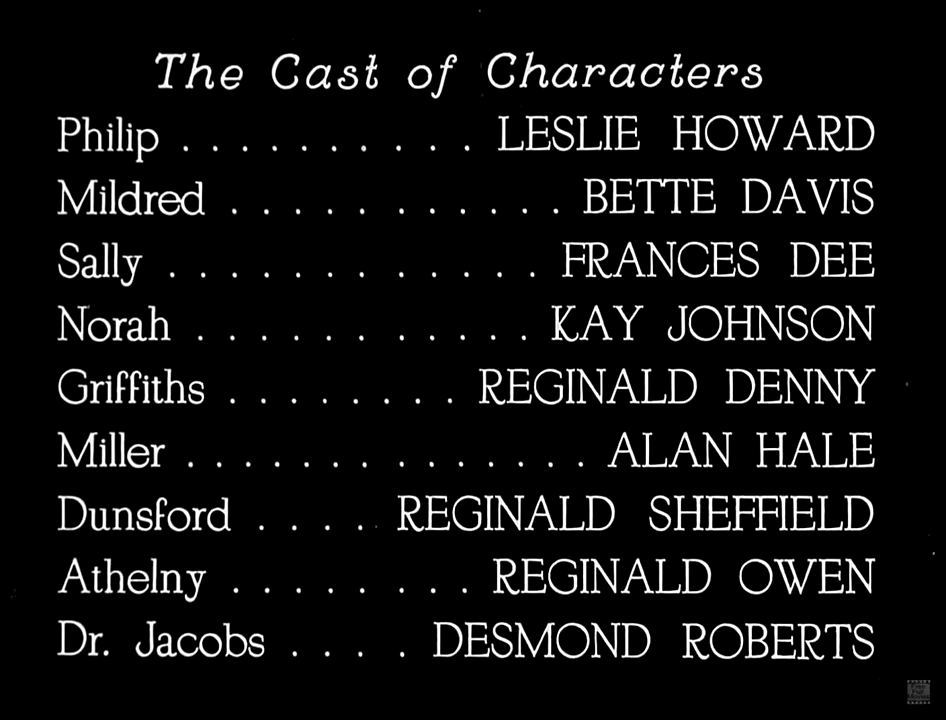 The Cast of Characters
Philip . . . . . . . . . . LESLIE HOWARD
Mildred . . . . . . . . . . . . BETTE DAVIS
Sally . . . . . . . . . . . . . FRANCES DEE
Norah . . . . . . . . . . . . KAY JOHNSON
Griffiths . . . . . . . . REGINALD DENNY
Miller . . . . . . . . . . . . . . ALAN HALE
Dunsford . . . . REGINALD SHEFFIELD
Athelny . . . . . . . . . REGINALD OWEN
Dr. Jacobs . . . . DESMOND ROBERTS